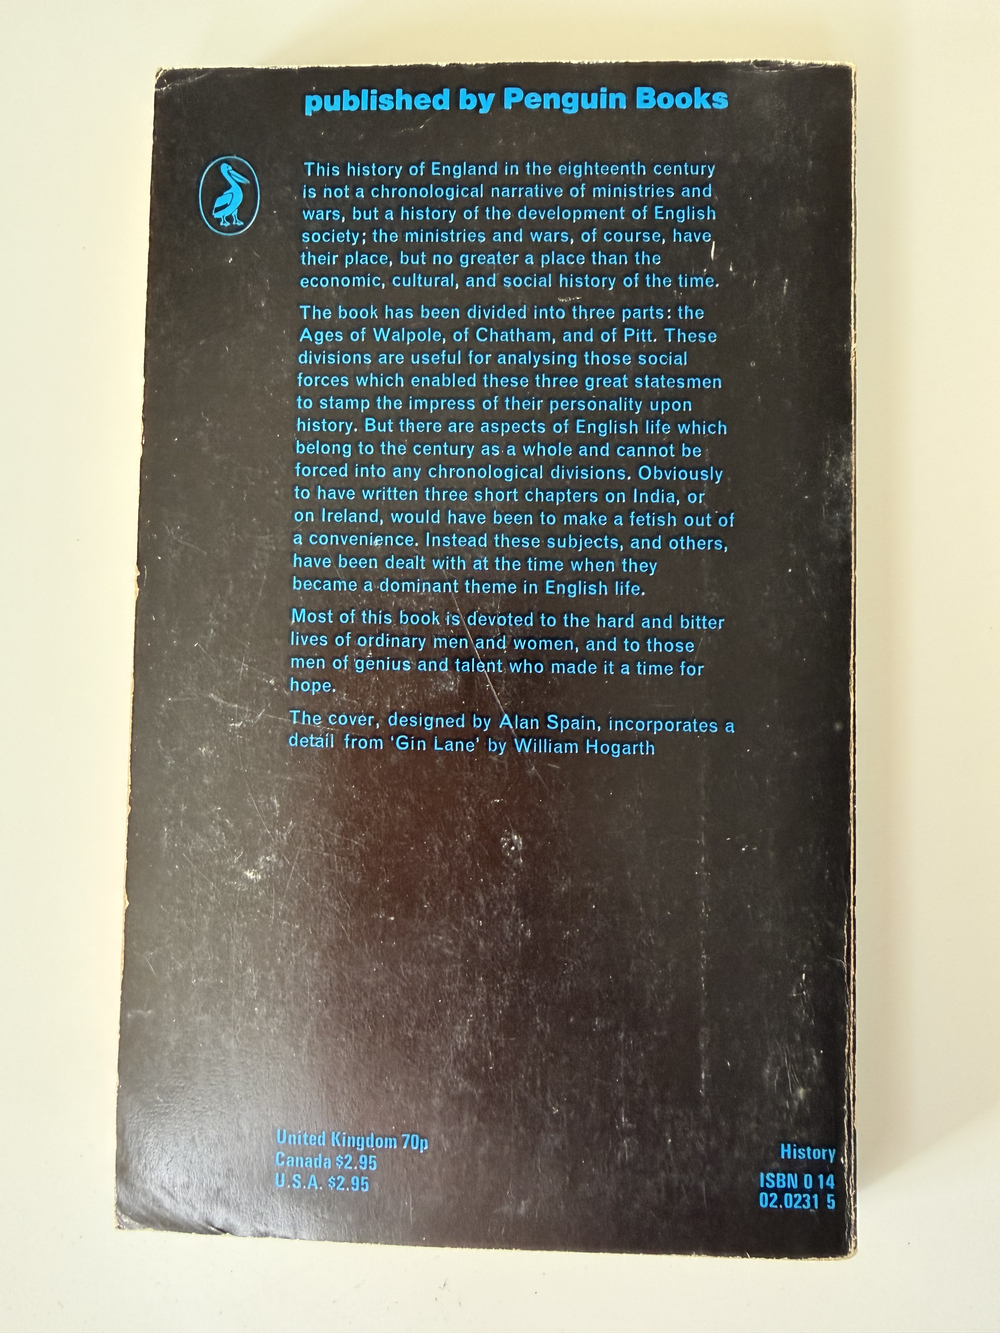 published by Penguin Books
This history of England in the eighteenth century
is not a chronological narrative of ministries and
wars, but a history of the development of English
society; the ministries and wars, of course, have
their place, but no greater a place than the
economic, cultural, and social history of the time.
The book has been divided into three parts: the
Ages of Walpole, of Chatham, and of Pitt. These
divisions are useful for analysing those social
forces which enabled these three great statesmen
to stamp the impress of their personality upon
history. But there are aspects of English life which
belong to the century as a whole and cannot be
forced into any chronological divisions. Obviously
to have written three short chapters on India, or
on Ireland, would have been to make a fetish out of
a convenience. Instead these subjects, and others,
have been dealt with at the time when they
became a dominant theme in English life.
Most of this book is devoted to the hard and bitter
lives of ordinary men and women, and to those
men of genius and talent who made it a time for
hope.
The cover, designed by Alan Spain, incorporates a
detail from ‘Gin Lane’ by William Hogarth
United Kingdom 70p
Canada $2.95
U.S.A. $2.95
History
ISBN 0 14
02.0231 5